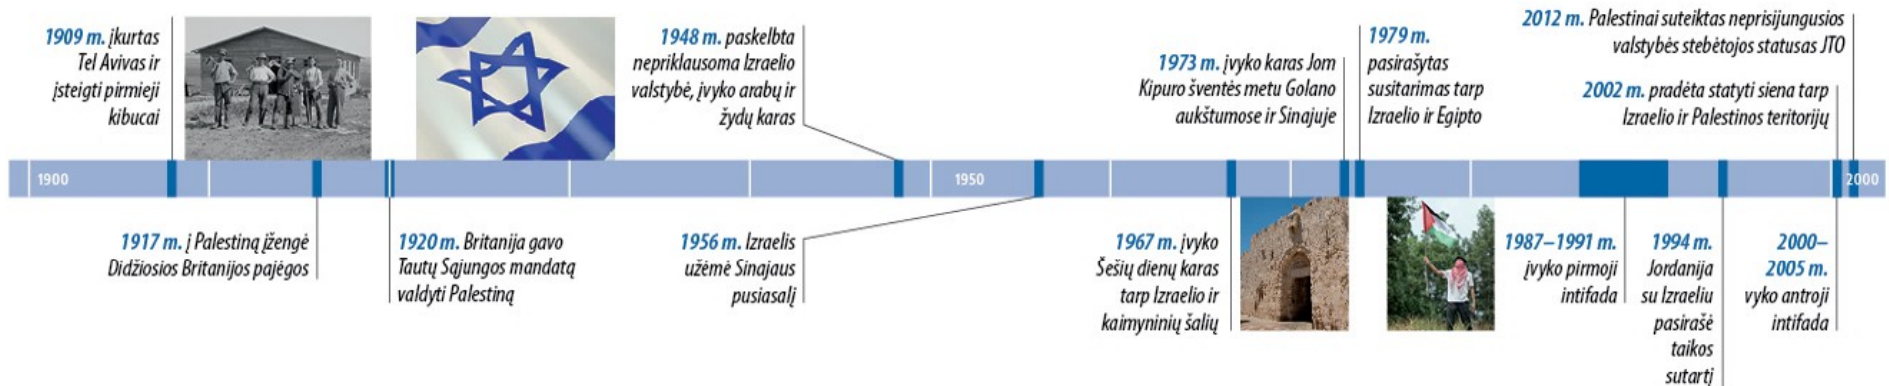 1909 m. įkurtas
Tel Avivas ir
įsteigti pirmieji
kibucai
1948 m. paskelbta
nepriklausoma Izraelio
valstybė, įvyko arabų ir
žydų karas
1973 m. įvyko karas Jom
Kipuro šventės metu Golano
aukštumose ir Sinajuje
1979 m.
pasirašytas
susitarimas tarp
Izraelio ir Egipto
2012 m. Palestinai suteiktas neprisijungusios
valstybės stebėtojos statusas JTO
2002 m. pradėta statyti siena tarp
Izraelio ir Palestinos teritorijų
1900
1950
2000
1917 m. į Palestiną įžengė
Didžiosios Britanijos pajėgos
1920 m. Britanija gavo
Tautų Sąjungos mandatą
valdyti Palestiną
1956 m. Izraelis
užėmė Sinajaus
pusiasalį
1967 m. įvyko
Šešių dienų karas
tarp Izraelio ir
kaimyninių šalių
1987–1991 m.
įvyko pirmoji
intifada
1994 m.
Jordanija
su Izraeliu
pasirašė
taikos
sutartį
2000–
2005 m.
vyko antroji
intifada